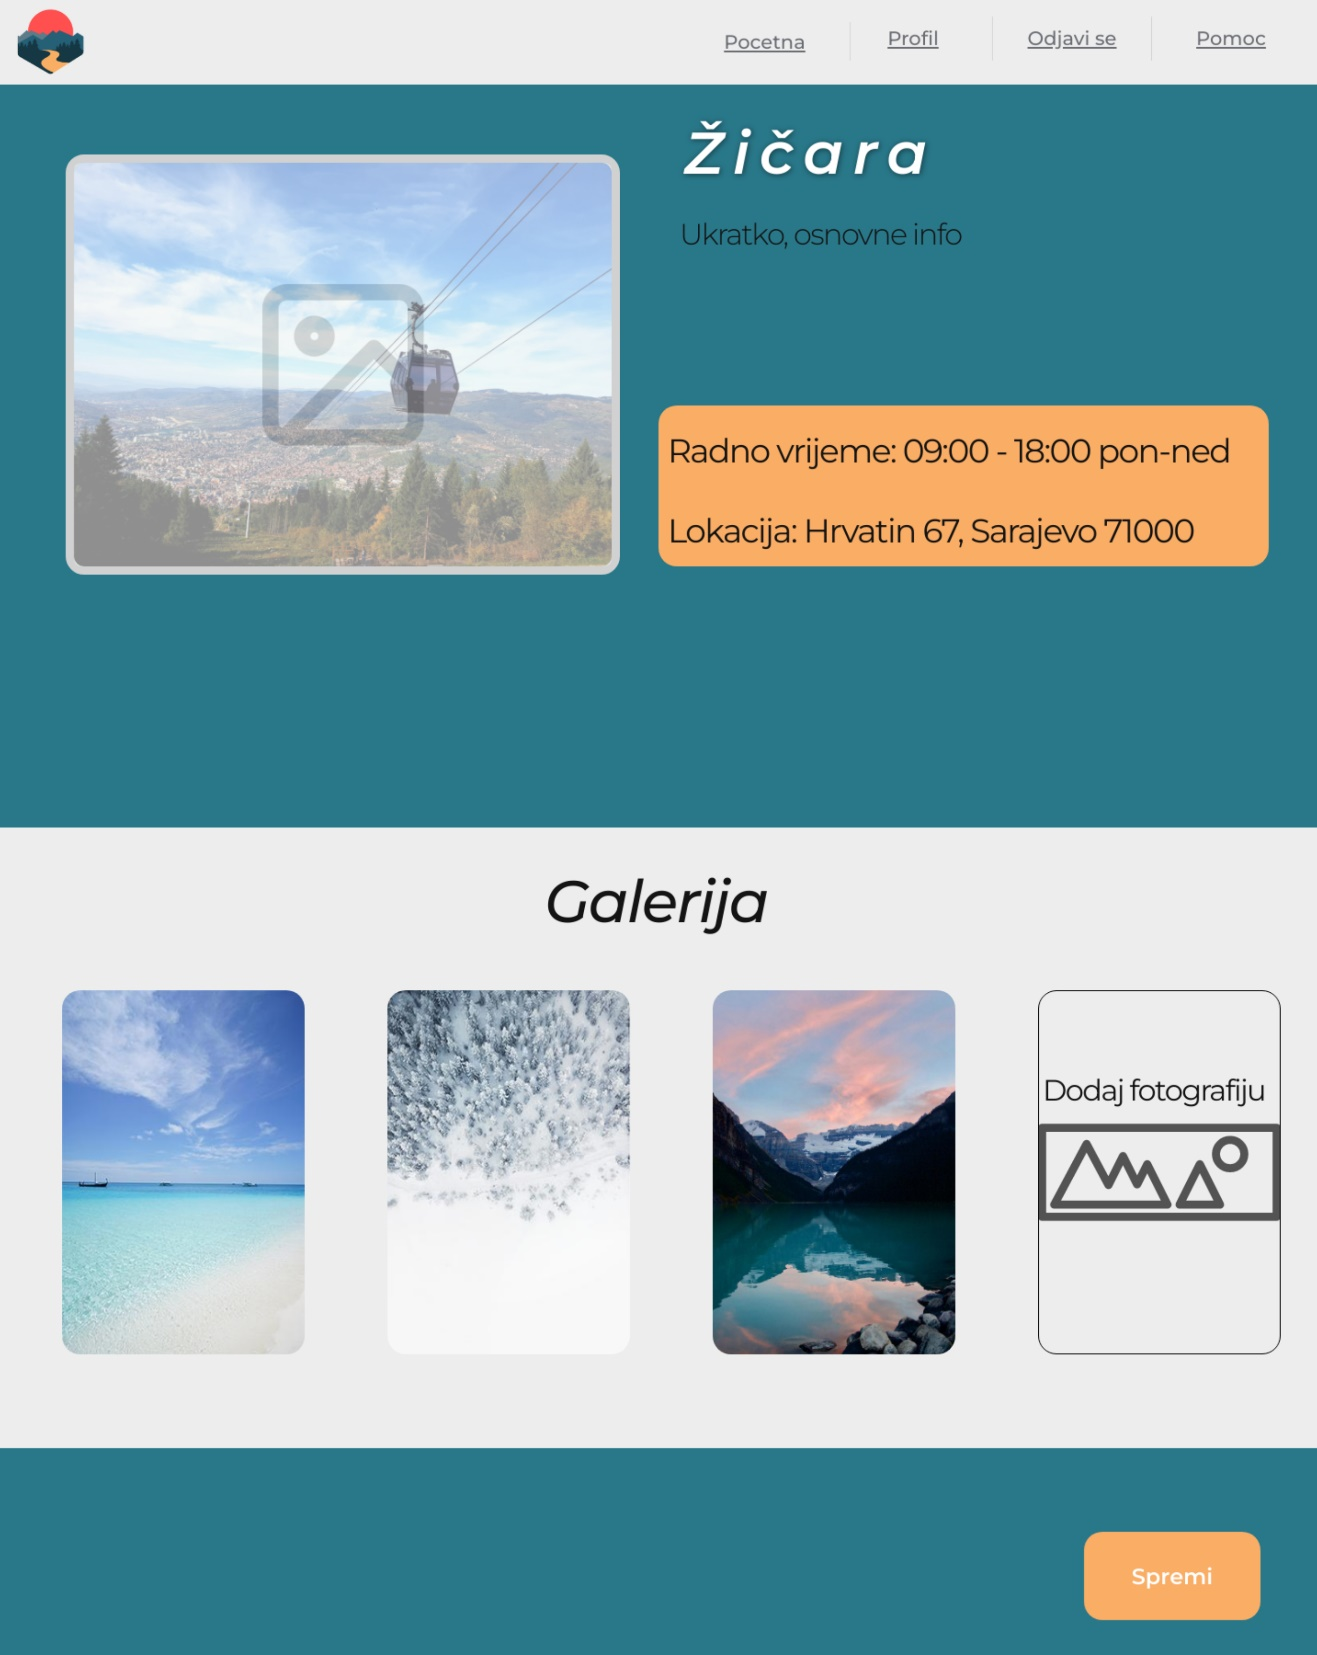 Pocetna
Profil
Odjavi se
Pomoc
Žičara
Ukratko, osnovne info
Radno vrijeme: 09:00 - 18:00 pon-ned
Lokacija: Hrvatin 67, Sarajevo 71000
Galerija
Dodaj fotografiju
Spremi